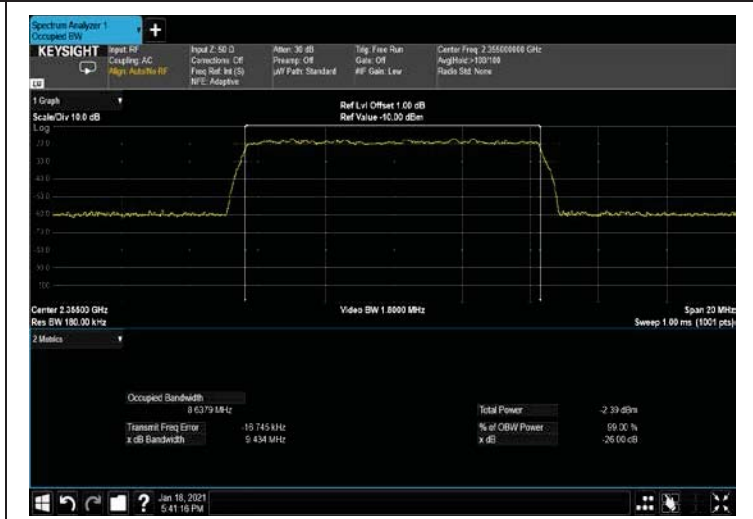 Spectrum Analyzer 1
Occupied BW
+
KEYSIGHT
Input: RF
Coupling: AC
Align: Auto/No RF
Input Z: 50 Ω
Corrections: Off
Freq Ref: Int (S)
NFE: Adaptive
Atten: 30 dB
Preamp: Off
µW Path: Standard
Trig: Free Run
Gate: Off
#IF Gain: Low
Center Freq: 2.355000000 GHz
Avg|Hold:>100/100
Radio Std: None
1 Graph
Scale/Div 10.0 dB
Ref Lvl Offset 1.00 dB
Ref Value -10.00 dBm
Log
Center 2.35500 GHz
Res BW 180.00 kHz
Video BW 1.8000 MHz
Span 20 MHz
Sweep 1.00 ms (1001 pts)
2 Metrics
Occupied Bandwidth
8.6379 MHz
Transmit Freq Error -16.745 kHz
x dB Bandwidth 9.434 MHz
Total Power -2.39 dBm
% of OBW Power 99.00 %
x dB -26.00 dB
?
Jan 18, 2021
5:41:16 PM